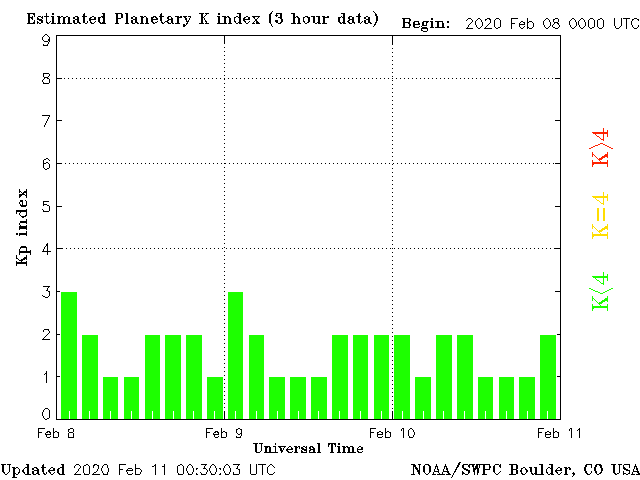 Estimated Planetary K index (3 hour data)
Begin: 2020 Feb 08 0000 UTC
9
8
7
6
5
4
3
2
1
0
Kp index
K>4
K=4
K<4
Feb 8
Feb 9
Feb 10
Feb 11
Universal Time
Updated 2020 Feb 11 00:30:03 UTC
NOAA/SWPC Boulder, CO USA